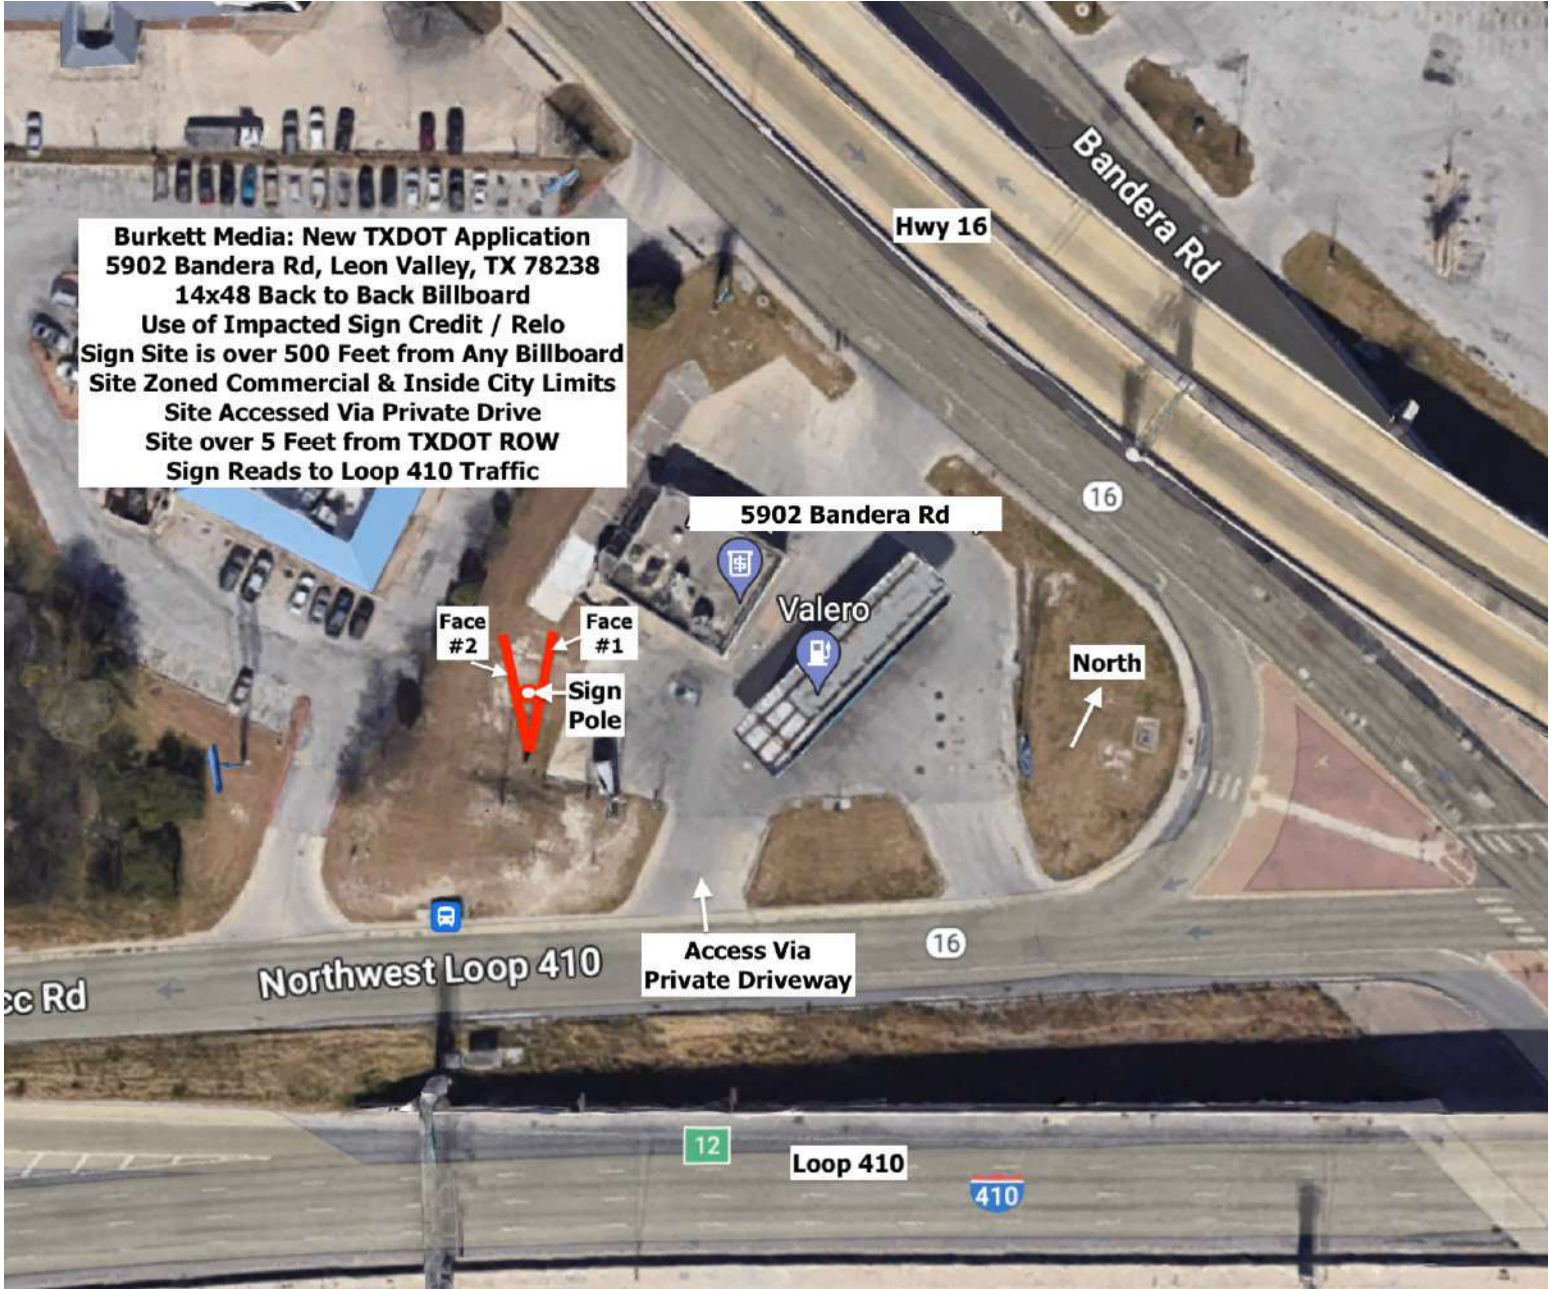 Burkett Media: New TXDOT Application
5902 Bandera Rd, Leon Valley, TX 78238
14x48 Back to Back Billboard
Use of Impacted Sign Credit / Relo
Sign Site is over 500 Feet from Any Billboard
Site Zoned Commercial & Inside City Limits
Site Accessed Via Private Drive
Site over 5 Feet from TXDOT ROW
Sign Reads to Loop 410 Traffic
Bandera Rd
Hwy 16
16
5902 Bandera Rd
Valero
Face
#2
Face
#1
Sign
Pole
North
Access Via
Private Driveway
16
Northwest Loop 410
cc Rd
12
Loop 410
410